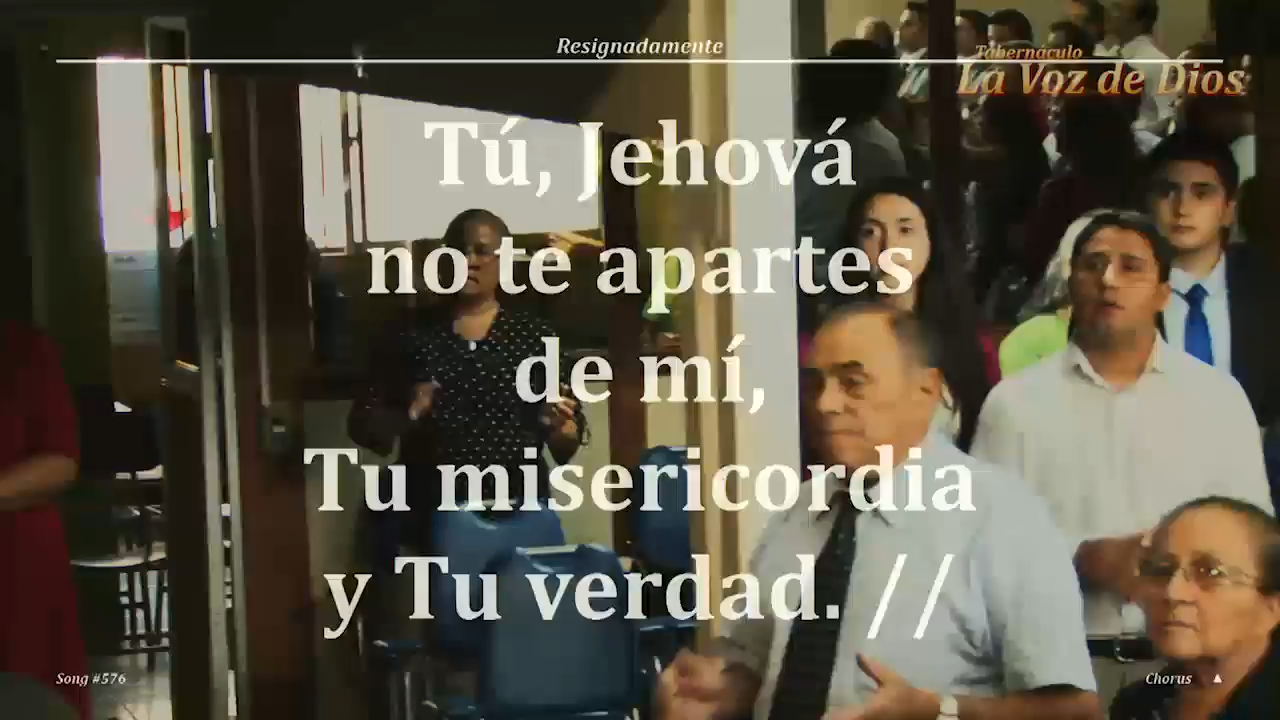 Resignadamente
Tabernáculo
La Voz de Dios
Tú, Jehová
no te apartes
de mí,
Tu misericordia
y Tu verdad. //
Song #576
Chorus ▲